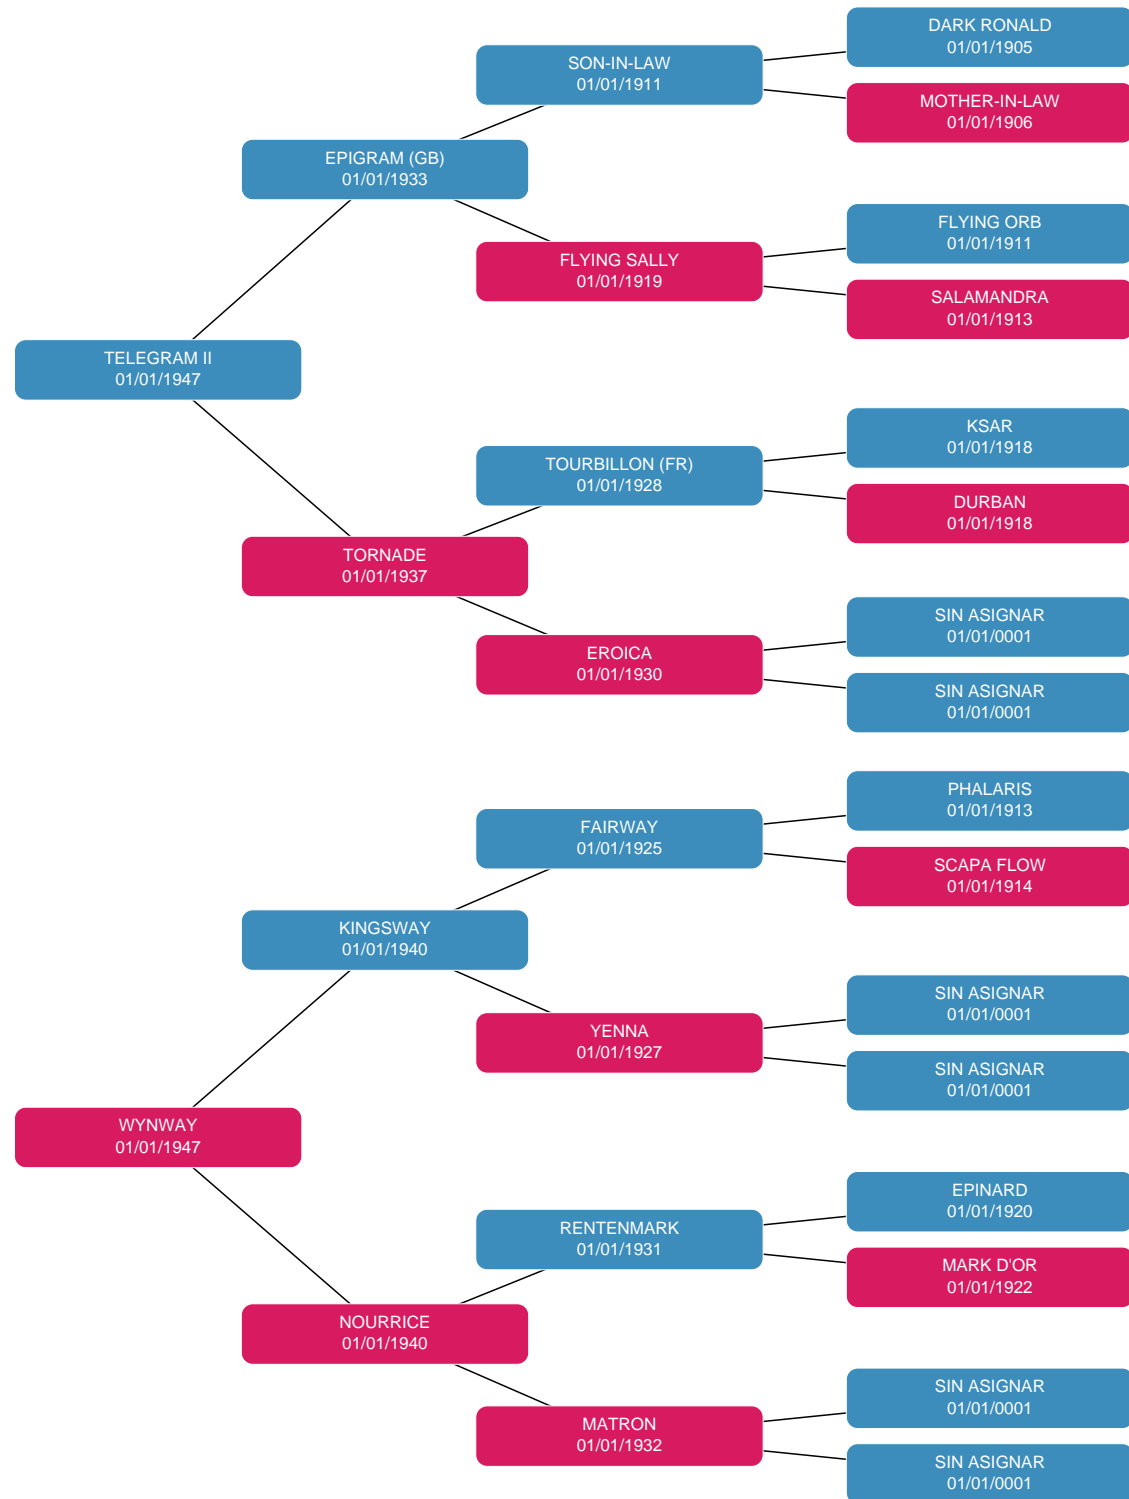 DARK RONALD
01/01/1905
SON-IN-LAW
01/01/1911
MOTHER-IN-LAW
01/01/1906
EPIGRAM (GB)
01/01/1933
FLYING ORB
01/01/1911
FLYING SALLY
01/01/1919
SALAMANDRA
01/01/1913
TELEGRAM II
01/01/1947
KSAR
01/01/1918
TOURBILLON (FR)
01/01/1928
DURBAN
01/01/1918
TORNADE
01/01/1937
SIN ASIGNAR
01/01/0001
EROICA
01/01/1930
SIN ASIGNAR
01/01/0001
PHALARIS
01/01/1913
FAIRWAY
01/01/1925
SCAPA FLOW
01/01/1914
KINGSWAY
01/01/1940
SIN ASIGNAR
01/01/0001
YENNA
01/01/1927
SIN ASIGNAR
01/01/0001
WYNWAY
01/01/1947
EPINARD
01/01/1920
RENTENMARK
01/01/1931
MARK D'OR
01/01/1922
NOURRICE
01/01/1940
SIN ASIGNAR
01/01/0001
MATRON
01/01/1932
SIN ASIGNAR
01/01/0001